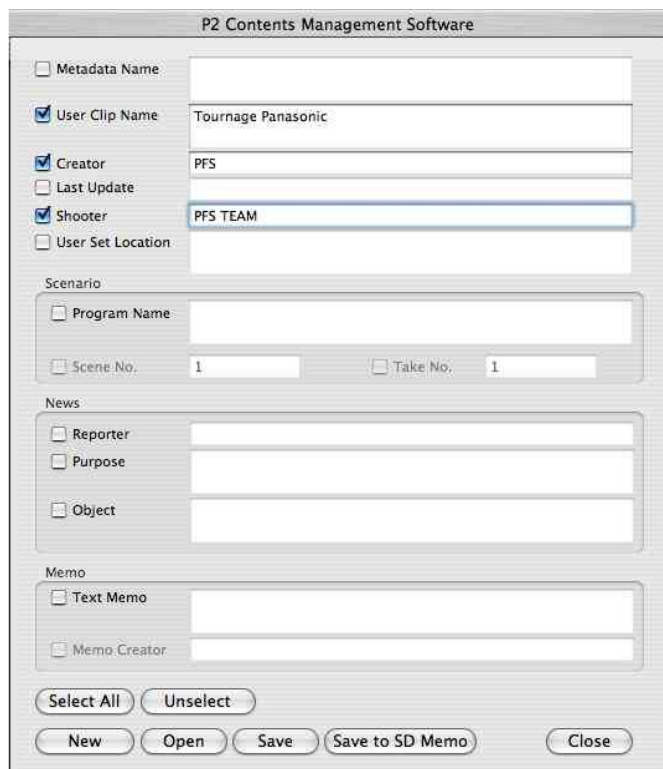 P2 Contents Management Software
Metadata Name
User Clip Name Tournage Panasonic
Creator PFS
Last Update
Shooter PFS TEAM
User Set Location
Scenario
Program Name
Scene No. 1 Take No. 1
News
Reporter
Purpose
Object
Memo
Text Memo
Memo Creator
Select All Unselect
New Open Save Save to SD Memo Close